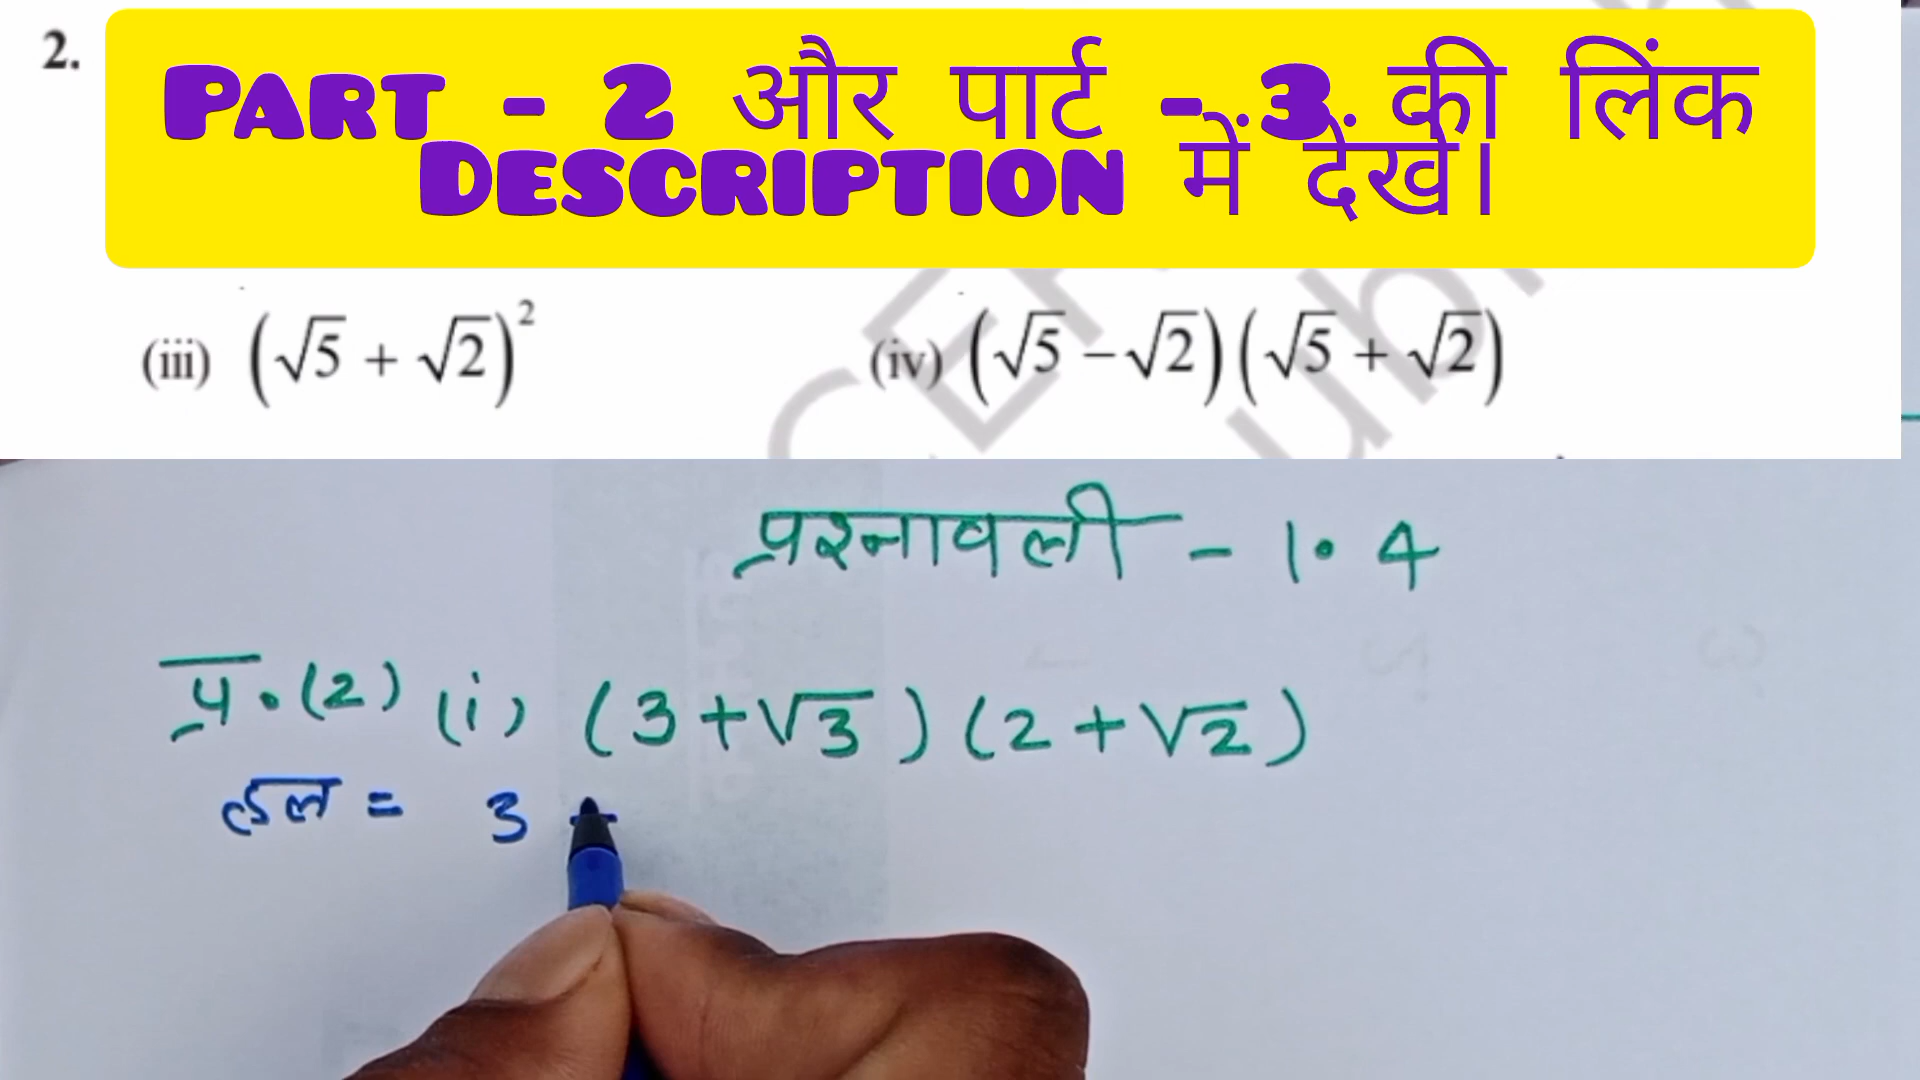 2.
PART - 2 और पार्ट - 3 की लिंक
DESCRIPTION में देंखे।
(iii) (√5 + √2)² (iv) (√5 − √2)(√5 + √2)
प्रश्नावली - 1.4
प्र.(2) (i) (3+√3)(2+√2)
हल = 3